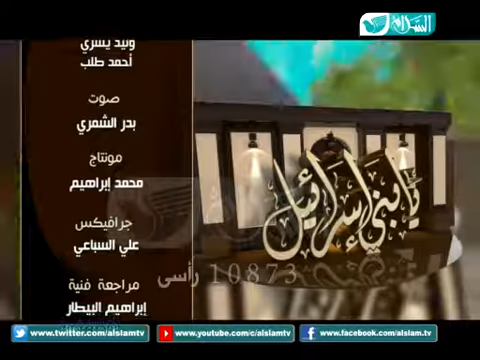 السلام
وليد يسري
أحمد طلب
صوت
بدر الشمري
مونتاج
محمد إبراهيم
جرافيكس
علي السباعي
مراجعة فنية
إبراهيم البيطار
يا بني إسرائيل
10873 رأسى
www.twitter.com/alslamtv
www.youtube.com/c/alslamtv
www.facebook.com/alslam.tv